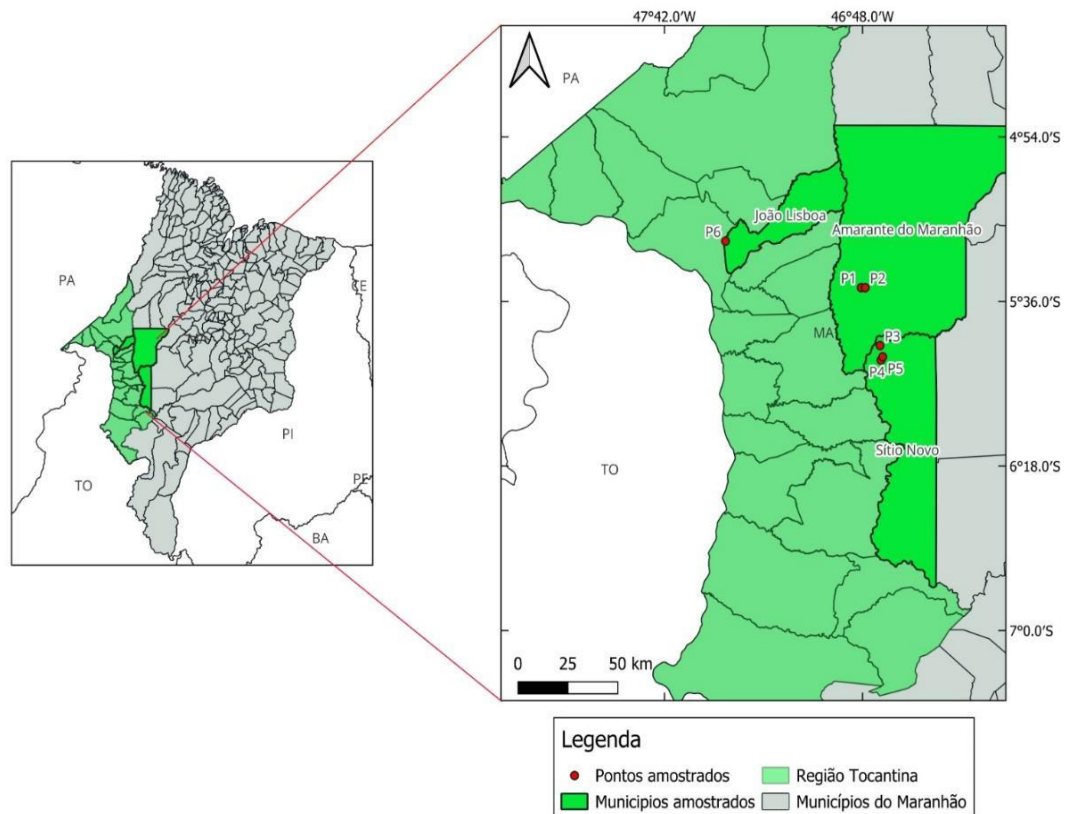 47°42.0'W
46°48.0'W
PA
4°54.0'S
João Lisboa
P6
Amarante do Maranhão
PA
CE
P1
P2
5°36.0'S
MA
P3
P4
P5
PI
Sítio Novo
TO
6°18.0'S
TO
PE
BA
7°0.0'S
0 25 50 km
Legenda
Pontos amostrados
Região Tocantina
Municipios amostrados
Municípios do Maranhão